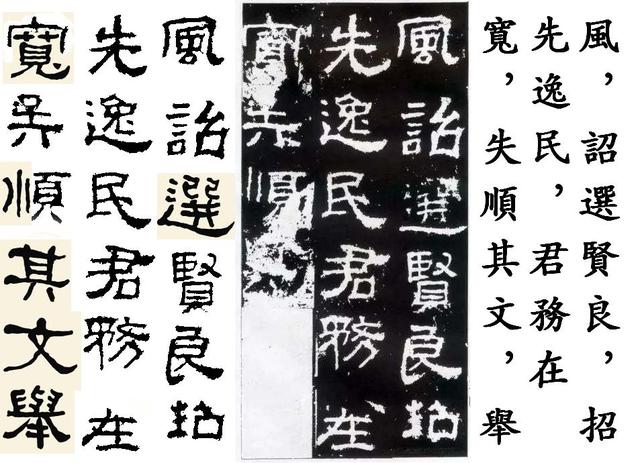 風，詔選賢良，招
先逸民，君務在
寬，失順其文，舉
風詔選賢良招
先逸民君務在
寬失順
風詔選賢良招
先逸民君務在
寬失順其文舉